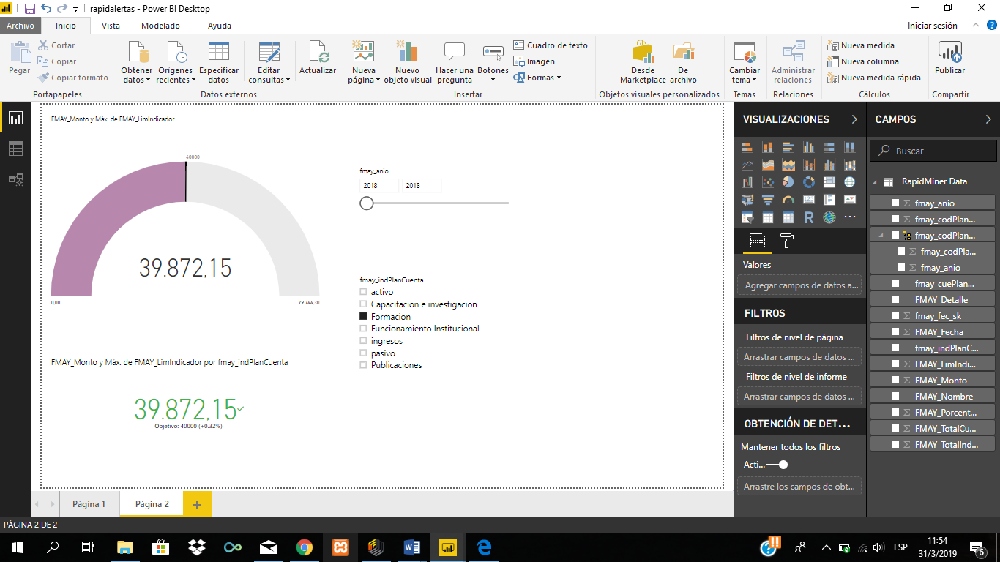 rapidalertas - Power BI Desktop
Archivo Inicio Vista Modelado Ayuda Iniciar sesión
Pegar
Cortar
Copiar
Copiar formato
Portapapeles
Obtener datos
Orígenes recientes
Especificar datos
Editar consultas
Datos externos
Actualizar
Nueva página
Nuevo objeto visual
Hacer una pregunta
Botones
Cuadro de texto
Imagen
Formas
Insertar
Desde Marketplace
De archivo
Objetos visuales personalizados
Cambiar tema
Temas
Administrar relaciones
Relaciones
Nueva medida
Nueva columna
Nueva medida rápida
Cálculos
Publicar
Compartir
FMAY_Monto y Máx. de FMAY_LimIndicador
40000
39.872,15
0.00
79.744.30
fmay_anio
2018 2018
fmay_indPlanCuenta
activo
Capacitacion e investigacion
Formacion
Funcionamiento Institucional
ingresos
pasivo
Publicaciones
FMAY_Monto y Máx. de FMAY_LimIndicador por fmay_indPlanCuenta
39.872,15
Objetivo: 40000 (+0.32%)
VISUALIZACIONES
R
Valores
Agregar campos de datos a...
FILTROS
Filtros de nivel de página
Arrastrar campos de datos ...
Filtros de nivel de informe
Arrastrar campos de datos ...
OBTENCIÓN DE DET...
Mantener todos los filtros
Acti...
Arrastre los campos de obt...
CAMPOS
Buscar
RapidMiner Data
fmay_anio
fmay_codPlan...
fmay_codPlan...
fmay_codPla...
fmay_anio
fmay_cuePlan...
FMAY_Detalle
fmay_fec_sk
FMAY_Fecha
fmay_indPlanC...
FMAY_LimIndi...
FMAY_Monto
FMAY_Nombre
FMAY_Porcent...
FMAY_TotalCu...
FMAY_TotalInd...
Página 1 Página 2
PÁGINA 2 DE 2
ESP
11:54
31/3/2019
6